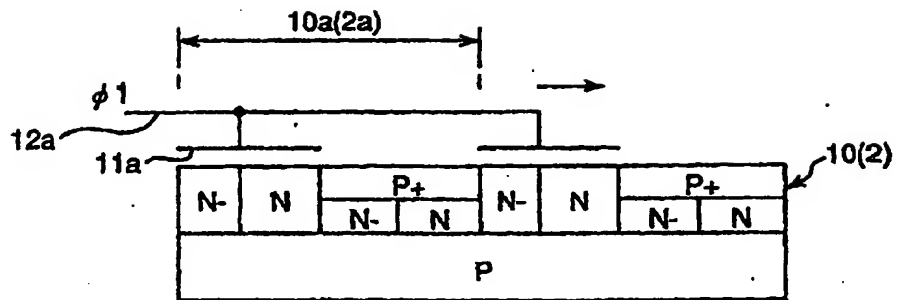 10a(2a)
φ1
12a
11a
10(2)
N- N P+ N- N P+
N- N N- N
P